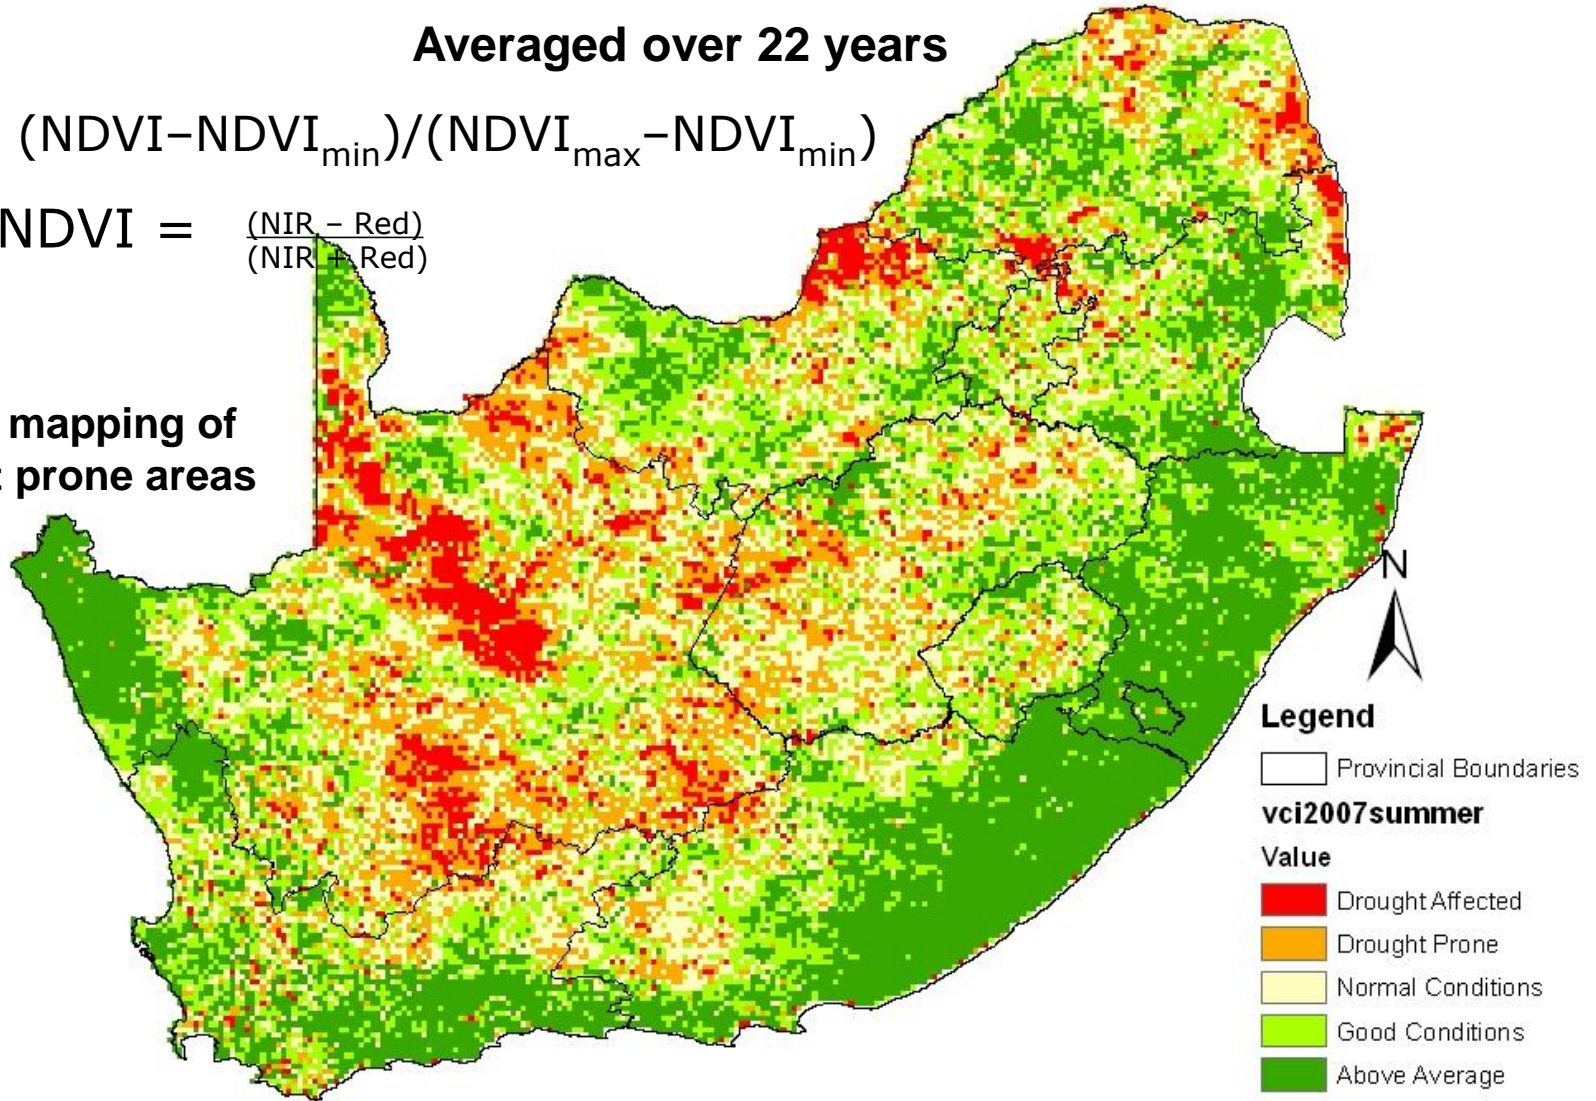 Averaged over 22 years
(NDVI–NDVImin)/(NDVImax–NDVImin)
NDVI = (NIR – Red)
(NIR + Red)
mapping of
prone areas
N
Legend
Provincial Boundaries
vci2007summer
Value
Drought Affected
Drought Prone
Normal Conditions
Good Conditions
Above Average